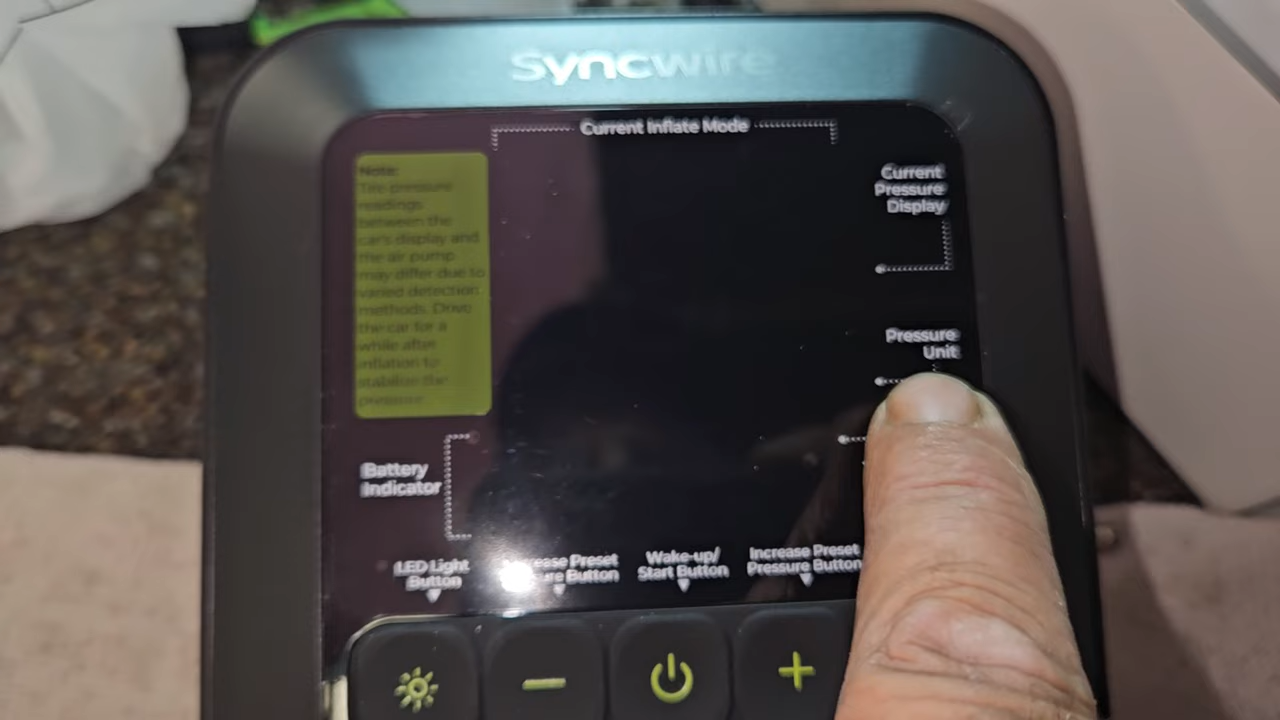 Syncwire
Current Inflate Mode
Note:
Tire pressure
readings
between the
car's display and
the air pump
may differ due to
varied detection
methods. Drive
the car for a
while after
inflation to
stabilize the
pressure.
Current
Pressure
Display
Pressure
Unit
Battery
Indicator
LED Light
Button
Preset
Button
Wake-up/
Start Button
Increase Preset
Pressure Button